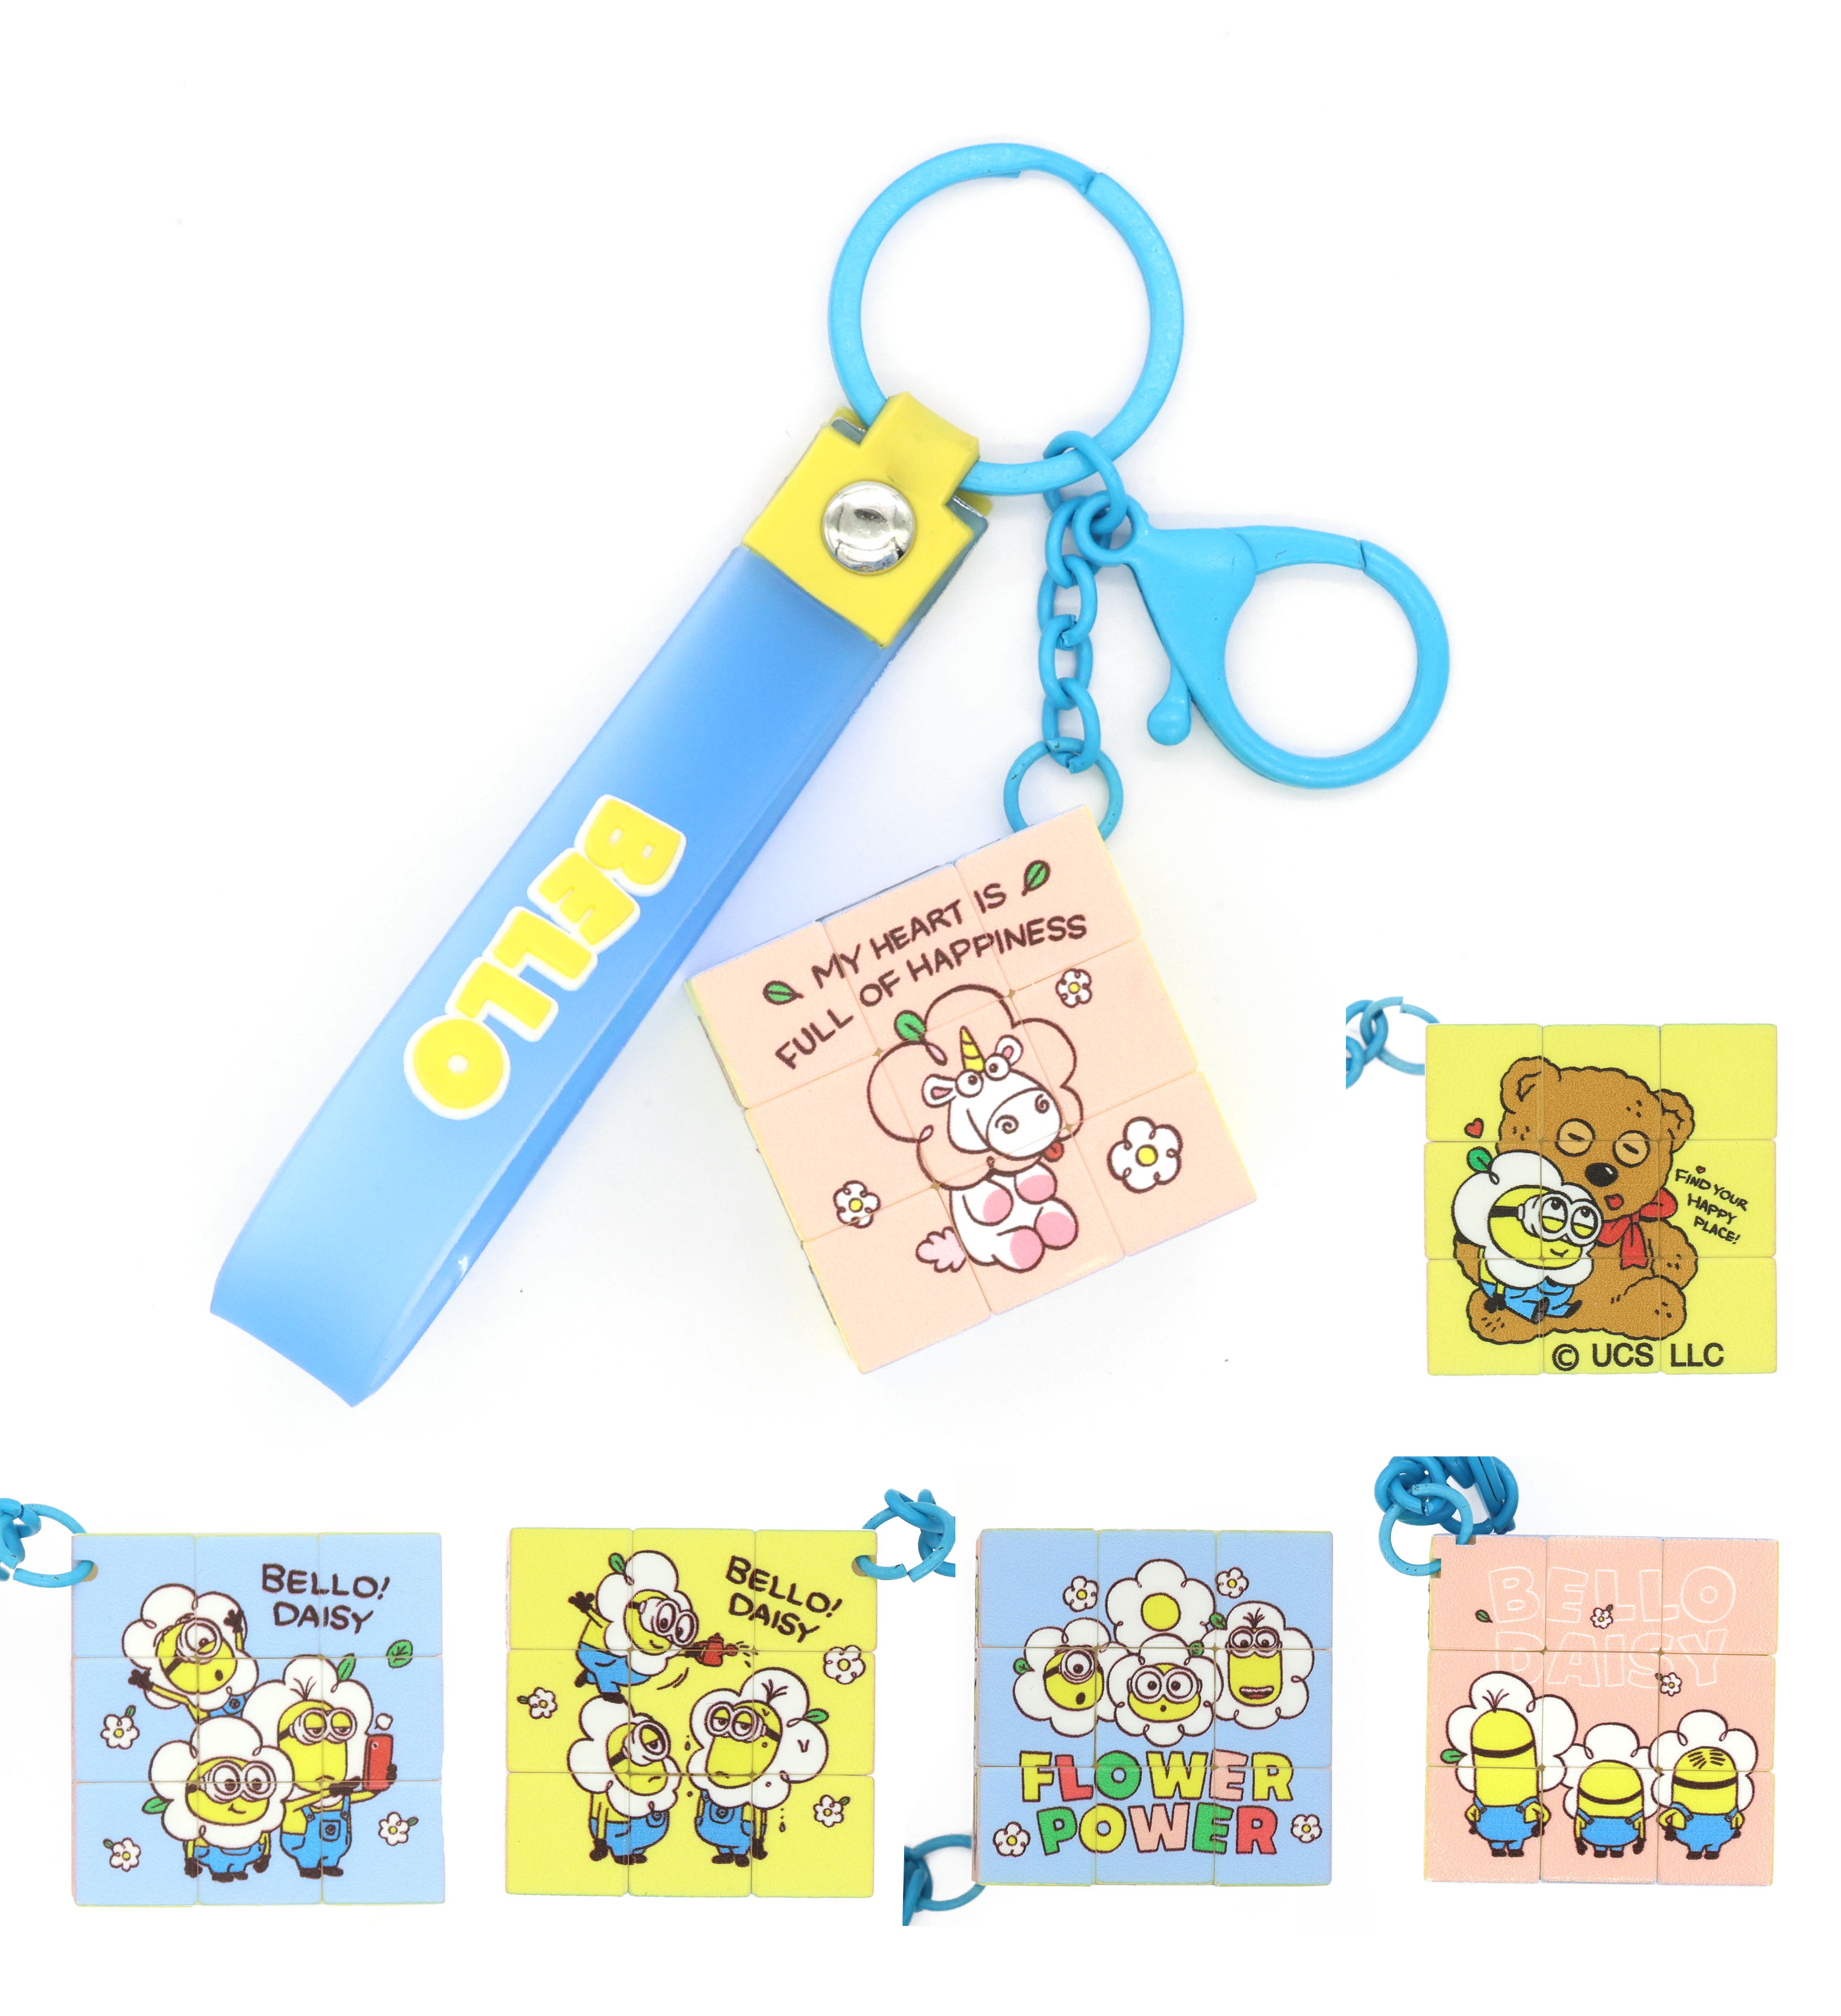 BELLO
MY HEART IS
FULL OF HAPPINESS
FIND YOUR
HAPPY
PLACE!
© UCS LLC
BELLO!
DAISY
BELLO!
DAISY
FLOWER
POWER
BELLO
DAISY